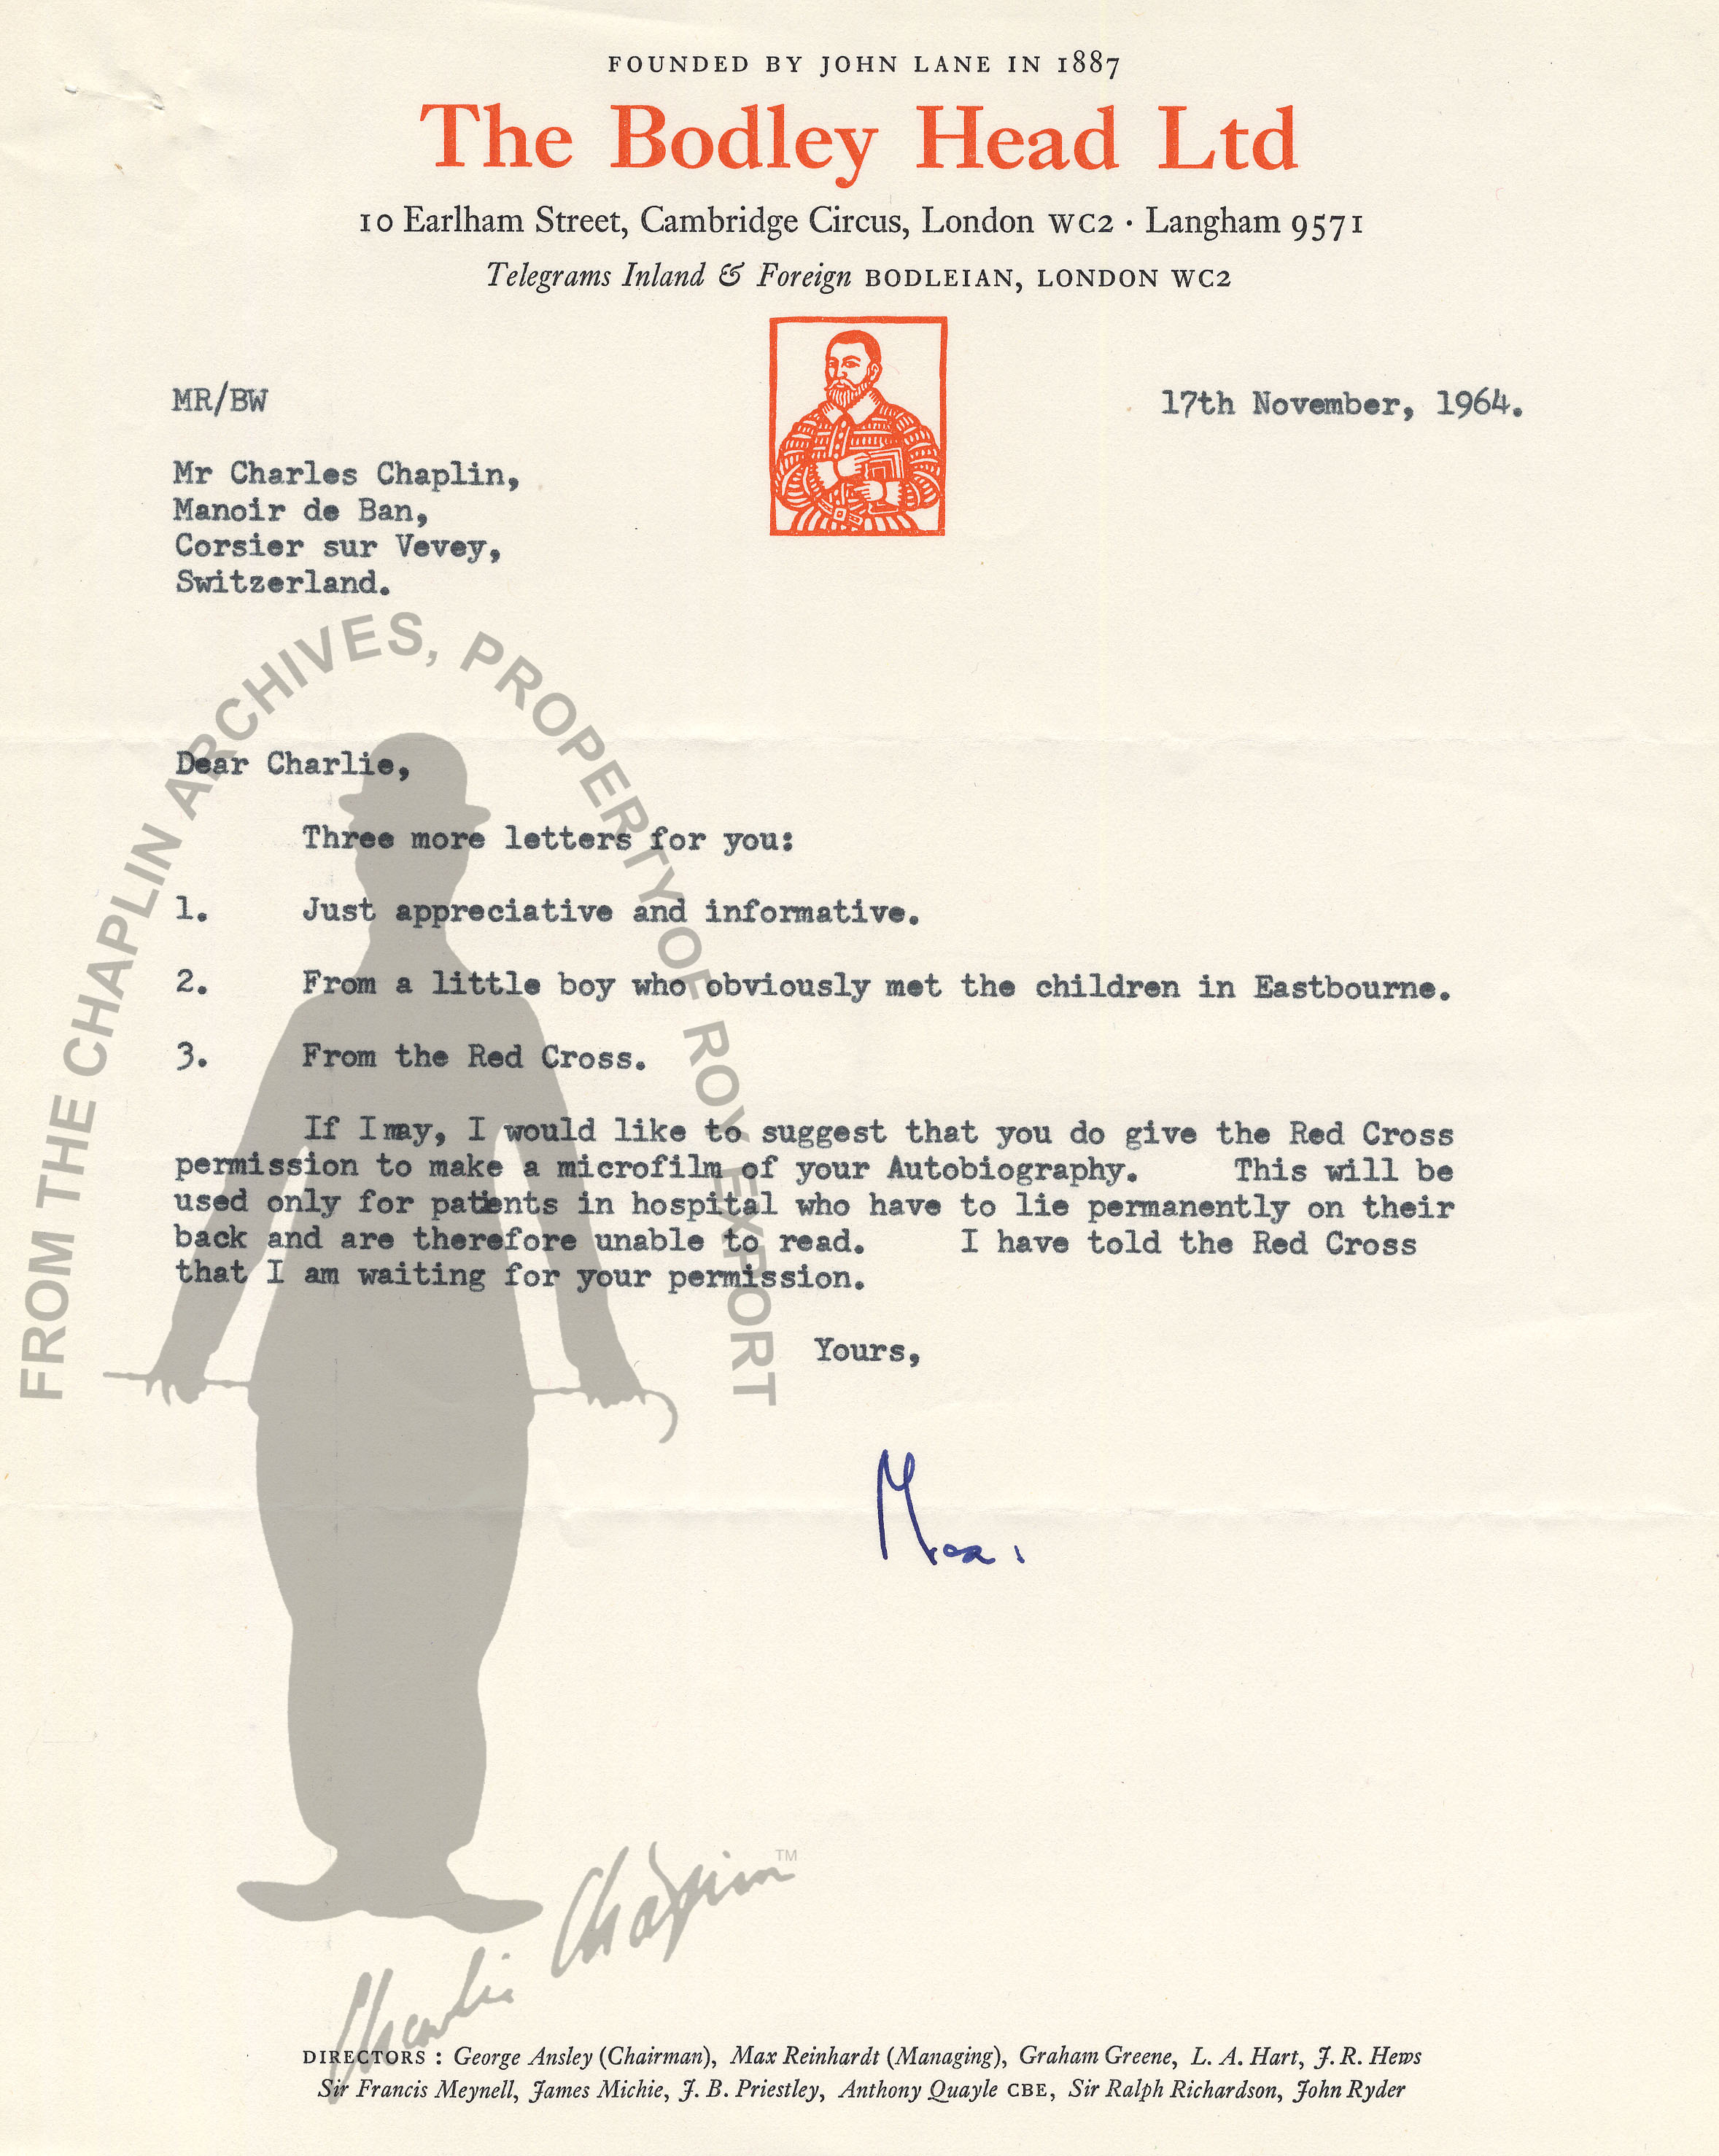 FOUNDED BY JOHN LANE IN 1887
The Bodley Head Ltd
10 Earlham Street, Cambridge Circus, London WC2 · Langham 9571
Telegrams Inland & Foreign BODLEIAN, LONDON WC2
MR/BW
17th November, 1964.
Mr Charles Chaplin,
Manoir de Ban,
Corsier sur Vevey,
Switzerland.
FROM THE CHAPLIN ARCHIVES, PROPERTY OF ROY EXPORT
Dear Charlie,
Three more letters for you:
1. Just appreciative and informative.
2. From a little boy who obviously met the children in Eastbourne.
3. From the Red Cross.
If I may, I would like to suggest that you do give the Red Cross
permission to make a microfilm of your Autobiography. This will be
used only for patients in hospital who have to lie permanently on their
back and are therefore unable to read. I have told the Red Cross
that I am waiting for your permission.
Yours,
Max.
Charlie Chaplin TM
DIRECTORS : George Ansley (Chairman), Max Reinhardt (Managing), Graham Greene, L. A. Hart, J. R. Hews
Sir Francis Meynell, James Michie, J. B. Priestley, Anthony Quayle CBE, Sir Ralph Richardson, John Ryder